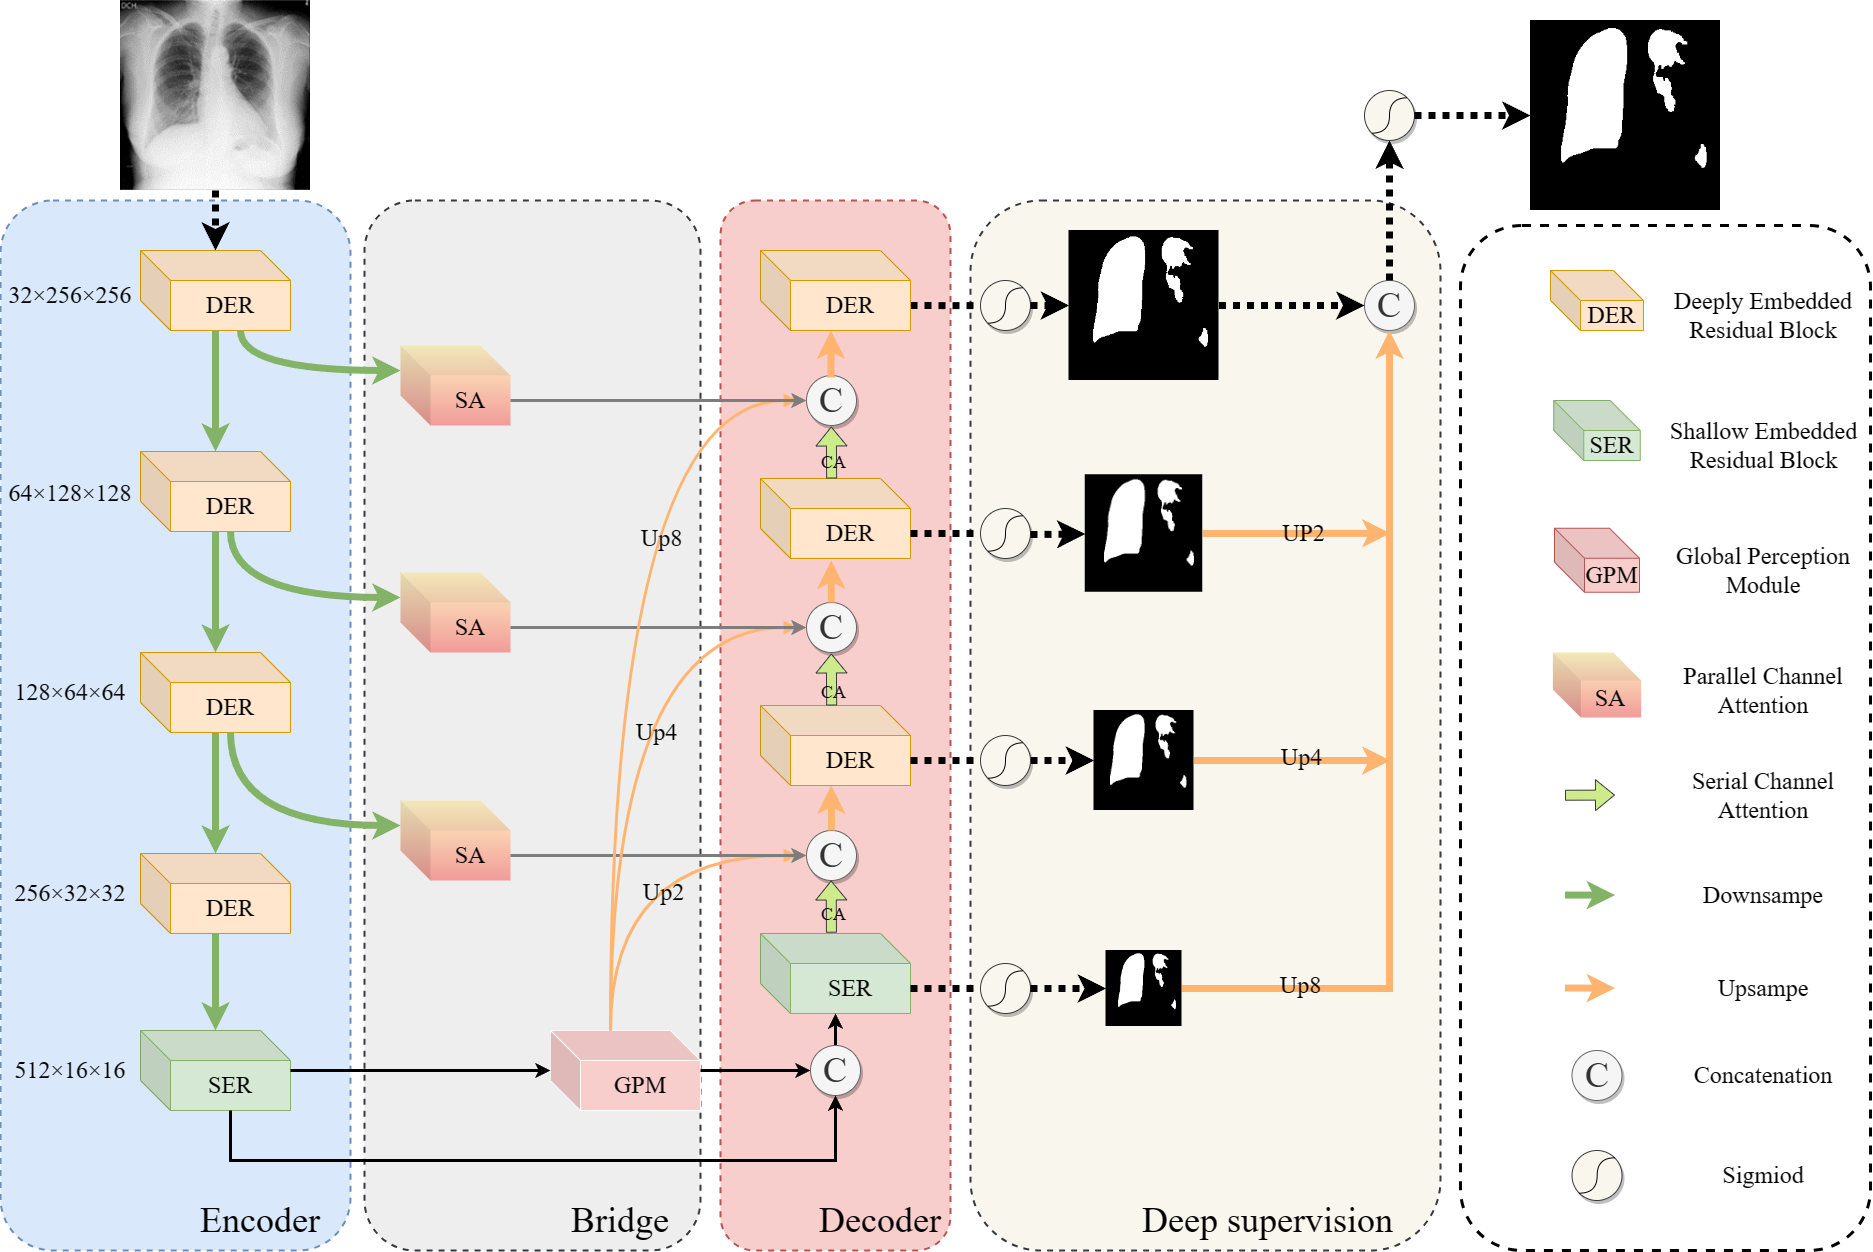 DCH
32×256×256
DER
64×128×128
DER
128×64×64
DER
256×32×32
DER
512×16×16
SER
Encoder
SA
SA
SA
Up8
Up4
Up2
GPM
Bridge
DER
C
CA
DER
C
CA
DER
C
CA
SER
C
Decoder
C
UP2
Up4
Up8
Deep supervision
DER
Deeply Embedded
Residual Block
SER
Shallow Embedded
Residual Block
GPM
Global Perception
Module
SA
Parallel Channel
Attention
Serial Channel
Attention
Downsampe
Upsampe
C
Concatenation
Sigmiod